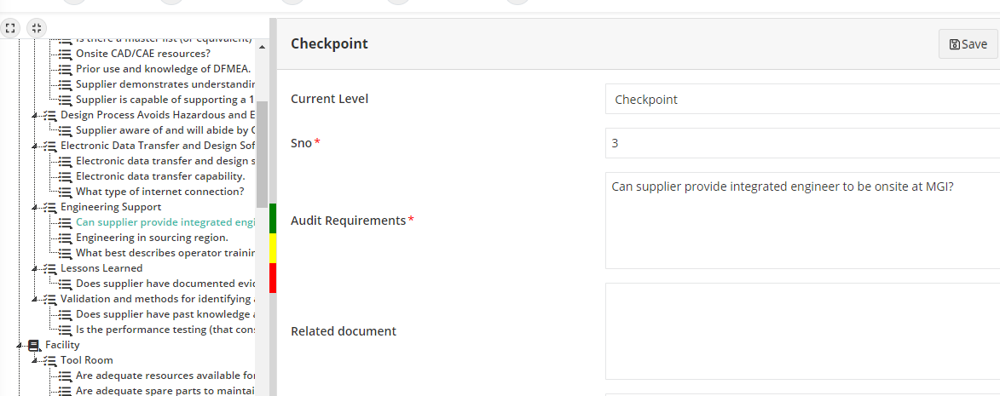 Is there a master list (or equivalent)
Onsite CAD/CAE resources?
Prior use and knowledge of DFMEA.
Supplier demonstrates understandin
Supplier is capable of supporting a 1
Design Process Avoids Hazardous and E
Supplier aware of and will abide by
Electronic Data Transfer and Design Sof
Electronic data transfer and design s
Electronic data transfer capability.
What type of internet connection?
Engineering Support
Can supplier provide integrated engi
Engineering in sourcing region.
What best describes operator trainin
Lessons Learned
Does supplier have documented evid
Validation and methods for identifying
Does supplier have past knowledge
Is the performance testing (that cons
Facility
Tool Room
Are adequate resources available for
Are adequate spare parts to maintai
Checkpoint
Save
Current Level
Checkpoint
Sno *
3
Audit Requirements *
Can supplier provide integrated engineer to be onsite at MGI?
Related document